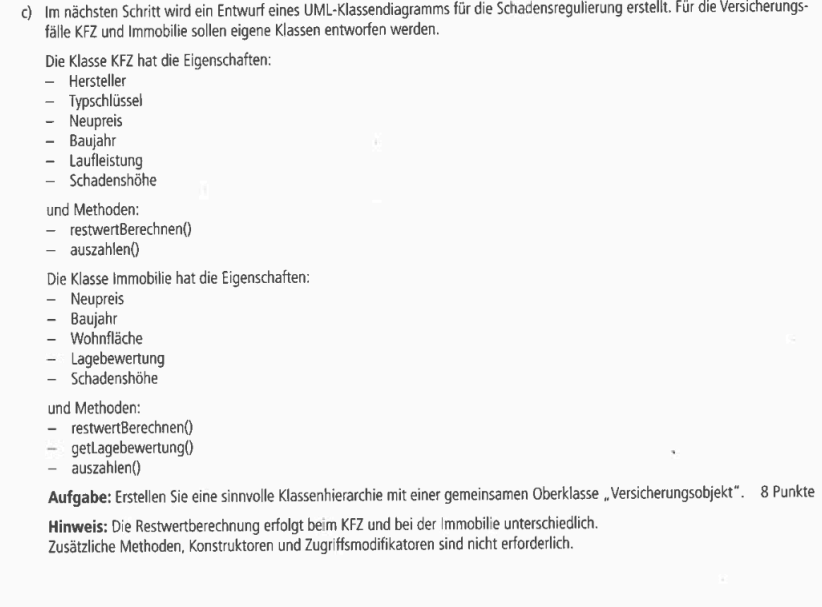 c) Im nächsten Schritt wird ein Entwurf eines UML-Klassendiagramms für die Schadensregulierung erstellt. Für die Versicherungs-
fälle KFZ und Immobilie sollen eigene Klassen entworfen werden.
Die Klasse KFZ hat die Eigenschaften:
– Hersteller
– Typschlüssel
– Neupreis
– Baujahr
– Laufleistung
– Schadenshöhe
und Methoden:
– restwertBerechnen()
– auszahlen()
Die Klasse Immobilie hat die Eigenschaften:
– Neupreis
– Baujahr
– Wohnfläche
– Lagebewertung
– Schadenshöhe
und Methoden:
– restwertBerechnen()
– getLagebewertung()
– auszahlen()
Aufgabe: Erstellen Sie eine sinnvolle Klassenhierarchie mit einer gemeinsamen Oberklasse „Versicherungsobjekt“. 8 Punkte
Hinweis: Die Restwertberechnung erfolgt beim KFZ und bei der Immobilie unterschiedlich.
Zusätzliche Methoden, Konstruktoren und Zugriffsmodifikatoren sind nicht erforderlich.